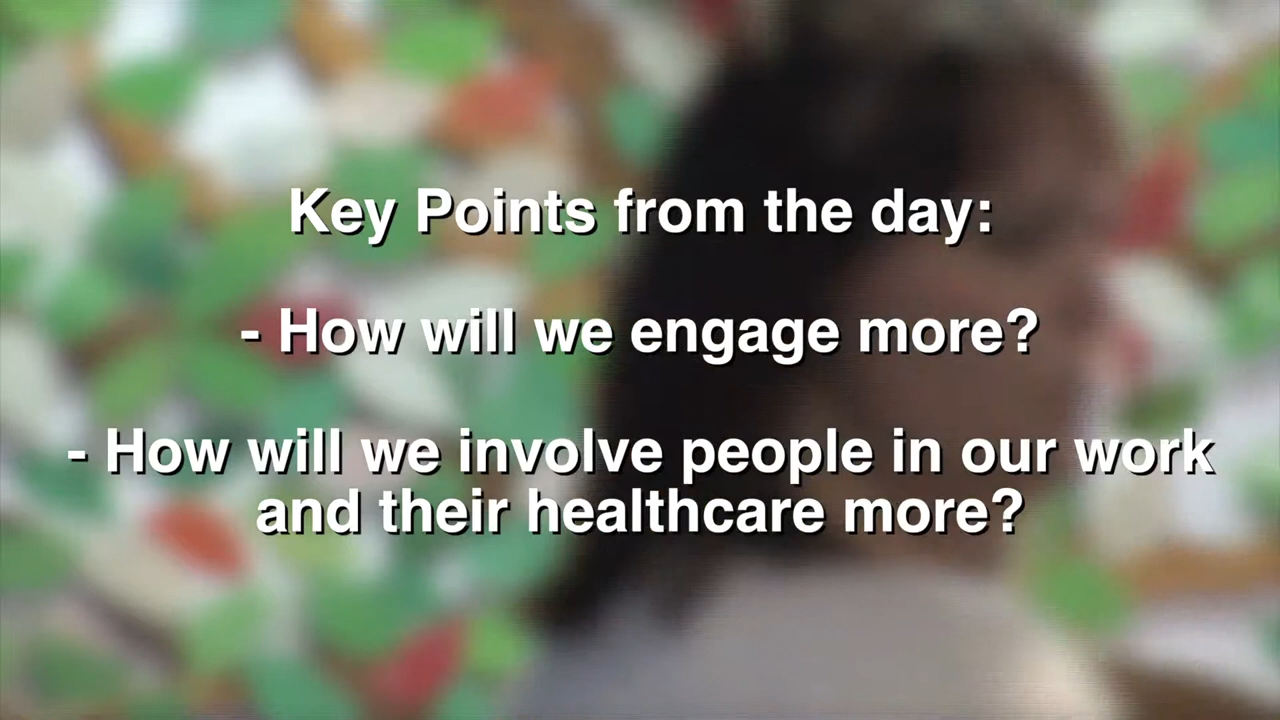 Key Points from the day:
- How will we engage more?
- How will we involve people in our work
and their healthcare more?